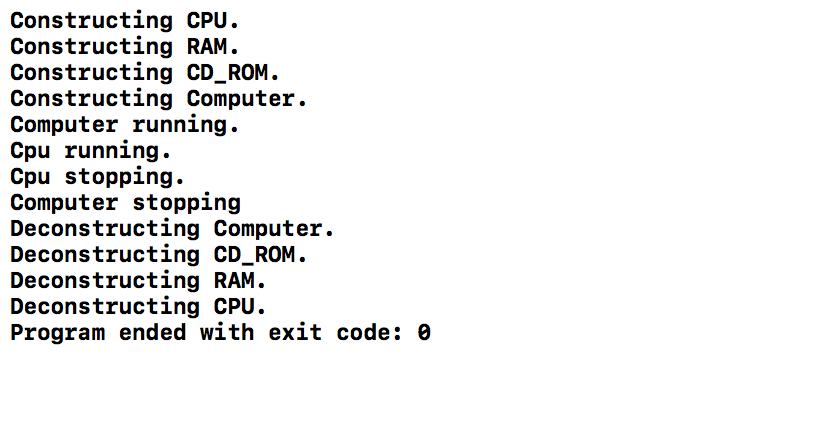 Constructing CPU.
Constructing RAM.
Constructing CD_ROM.
Constructing Computer.
Computer running.
Cpu running.
Cpu stopping.
Computer stopping
Deconstructing Computer.
Deconstructing CD_ROM.
Deconstructing RAM.
Deconstructing CPU.
Program ended with exit code: 0